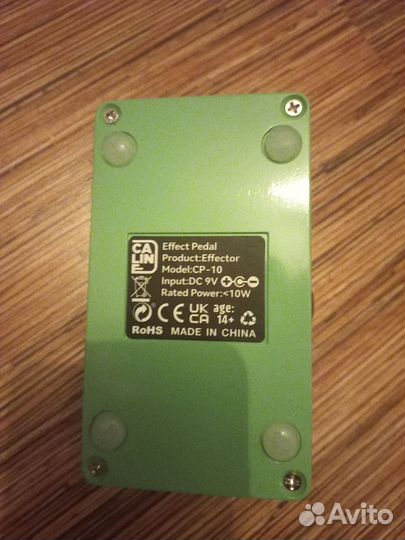 CA
LIN
E
Effect Pedal
Product:Effector
Model:CP-10
Input:DC 9V
Rated Power:<10W
CE UK CA age: 14+
RoHS MADE IN CHINA
Avito